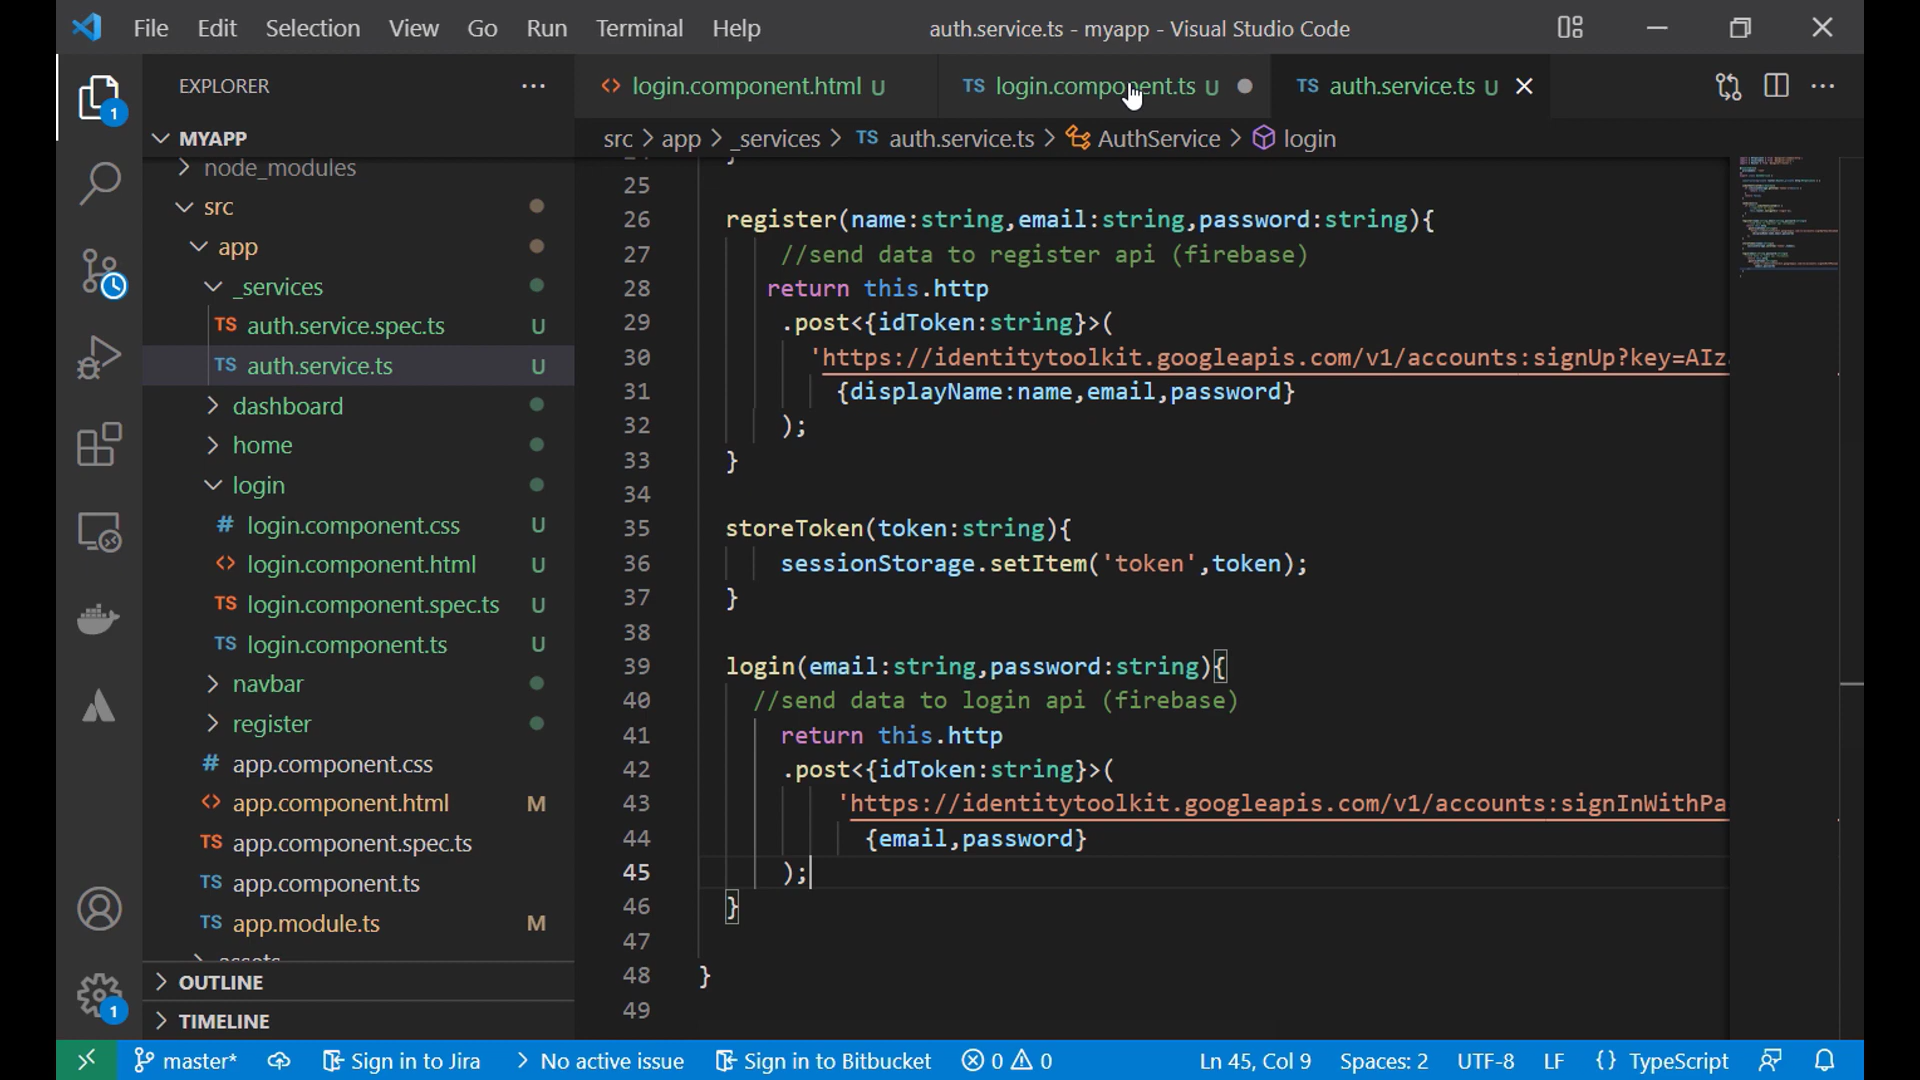 File Edit Selection View Go Run Terminal Help
auth.service.ts - myapp - Visual Studio Code
EXPLORER
MYAPP
node_modules
src
app
_services
TS auth.service.spec.ts U
TS auth.service.ts U
dashboard
home
login
# login.component.css U
<> login.component.html U
TS login.component.spec.ts U
TS login.component.ts U
navbar
register
# app.component.css
<> app.component.html M
TS app.component.spec.ts
TS app.component.ts
TS app.module.ts M
OUTLINE
TIMELINE
1
1
<> login.component.html U
TS login.component.ts U
TS auth.service.ts U
src > app > _services > TS auth.service.ts > AuthService > login
25
26 register(name:string,email:string,password:string){
27 //send data to register api (firebase)
28 return this.http
29 .post<{idToken:string}>(
30 'https://identitytoolkit.googleapis.com/v1/accounts:signUp?key=AIz
31 {displayName:name,email,password}
32 );
33 }
34
35 storeToken(token:string){
36 sessionStorage.setItem('token',token);
37 }
38
39 login(email:string,password:string){
40 //send data to login api (firebase)
41 return this.http
42 .post<{idToken:string}>(
43 'https://identitytoolkit.googleapis.com/v1/accounts:signInWithPa
44 {email,password}
45 );
46 }
47
48 }
49
master* Sign in to Jira No active issue Sign in to Bitbucket 0 0 Ln 45, Col 9 Spaces: 2 UTF-8 LF {} TypeScript